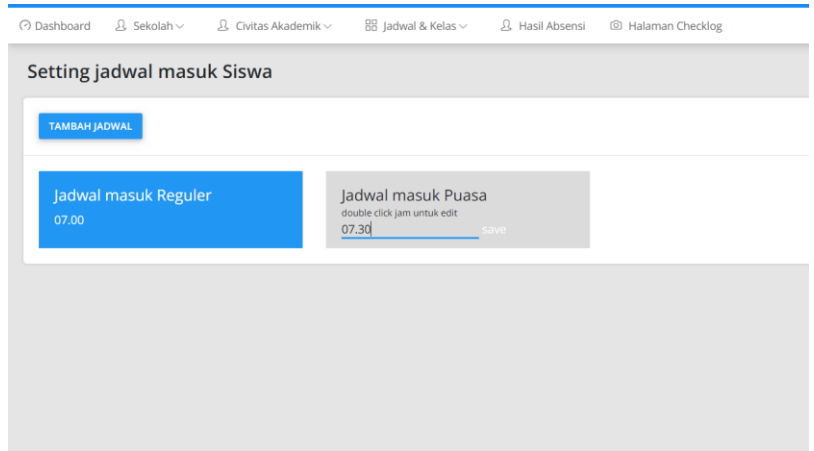 Dashboard Sekolah Civitas Akademik Jadwal & Kelas Hasil Absensi Halaman Checklog
Setting jadwal masuk Siswa
TAMBAH JADWAL
Jadwal masuk Reguler
07.00
Jadwal masuk Puasa
double click jam untuk edit
07.30 save